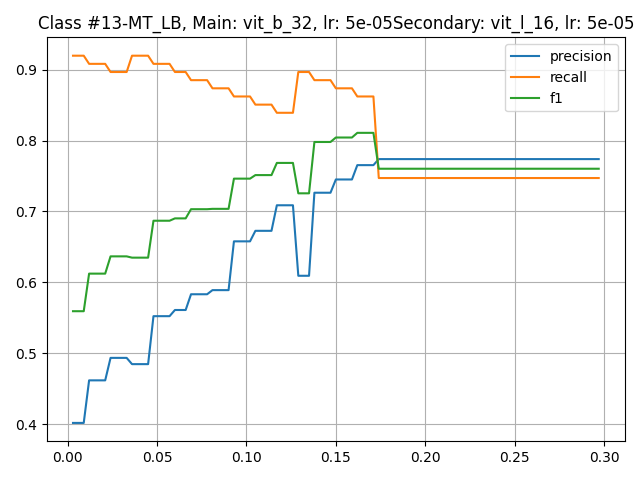 Class #13-MT_LB, Main: vit_b_32, lr: 5e-05Secondary: vit_l_16, lr: 5e-05
precision
recall
f1
0.9
0.8
0.7
0.6
0.5
0.4
0.00 0.05 0.10 0.15 0.20 0.25 0.30